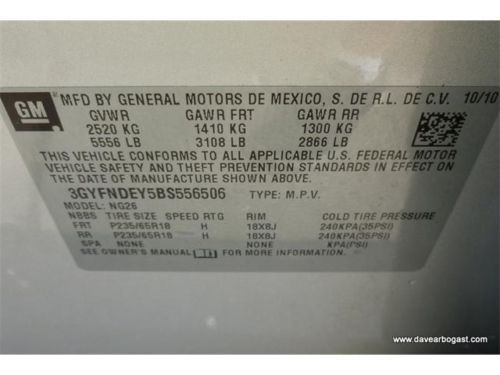 GM
MFD BY GENERAL MOTORS DE MEXICO, S. DE R.L. DE C.V. 10/10
GVWR GAWR FRT GAWR RR
2520 KG 1410 KG 1300 KG
5556 LB 3108 LB 2866 LB
THIS VEHICLE CONFORMS TO ALL APPLICABLE U.S. FEDERAL MOTOR
VEHICLE SAFETY AND THEFT PREVENTION STANDARDS IN EFFECT ON THE
DATE OF MANUFACTURE SHOWN ABOVE.
3GYFNDEY5BS556506 TYPE: M.P.V.
MODEL: NG26
NBBS TIRE SIZE SPEED RTG RIM COLD TIRE PRESSURE
FRT P235/65R18 H 18X8J 240KPA(35PSI)
RR P235/65R18 H 18X8J 240KPA(35PSI)
SPA NONE NONE KPA(PSI)
SEE OWNER'S MANUAL FOR MORE INFORMATION.
www.davearbogast.com